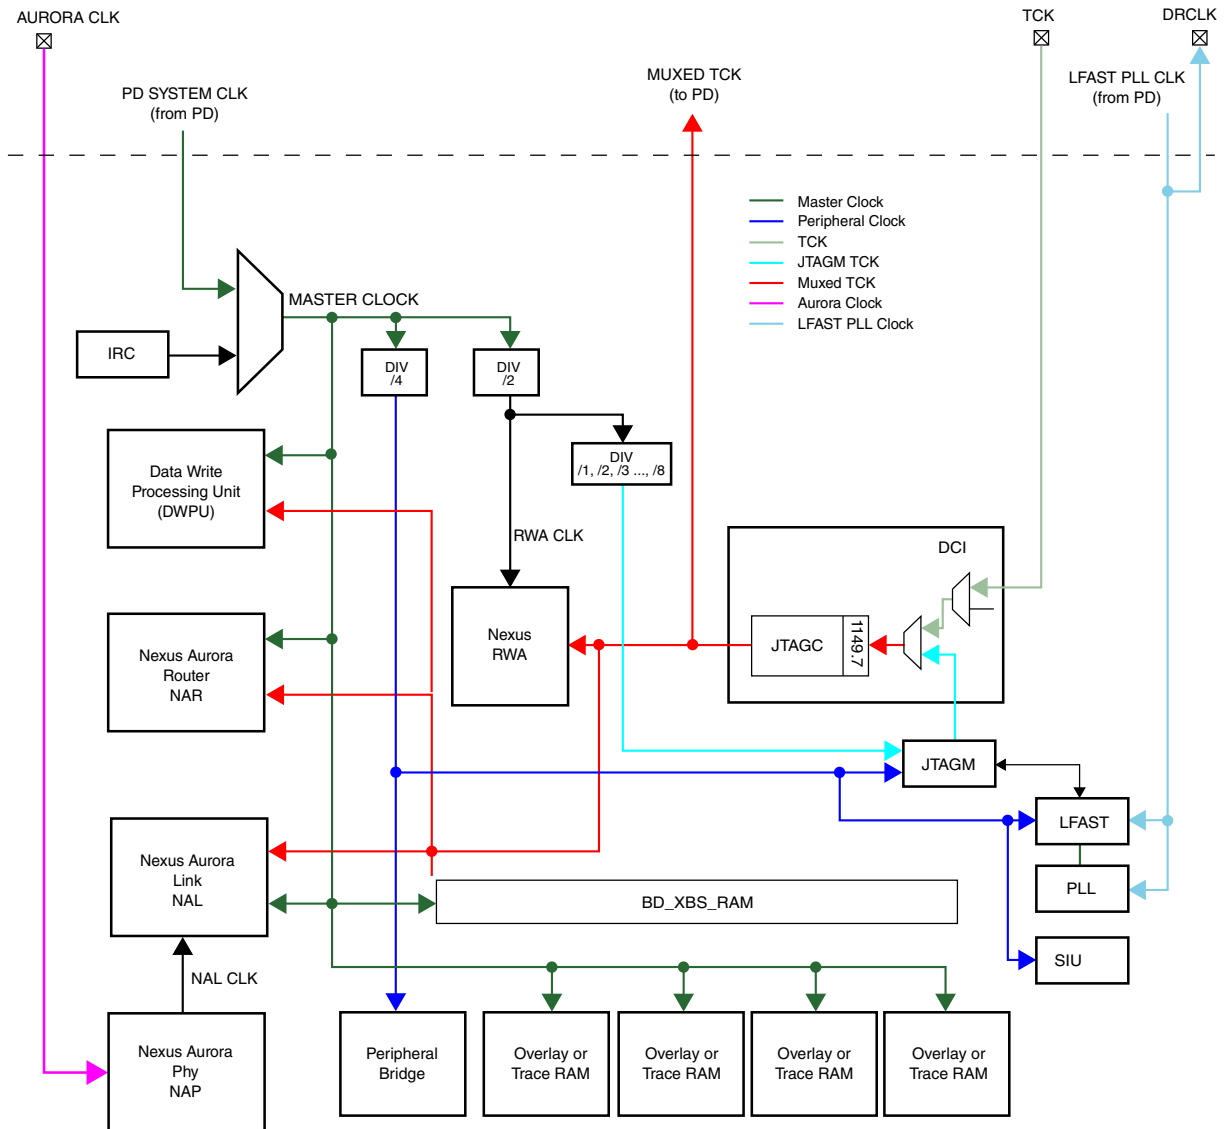 AURORA CLK
TCK
DRCLK
PD SYSTEM CLK
(from PD)
MUXED TCK
(to PD)
LFAST PLL CLK
(from PD)
Master Clock
Peripheral Clock
TCK
JTAGM TCK
Muxed TCK
Aurora Clock
LFAST PLL Clock
MASTER CLOCK
IRC
DIV
/4
DIV
/2
DIV
/1, /2, /3 ..., /8
Data Write
Processing Unit
(DWPU)
RWA CLK
DCI
Nexus
RWA
JTAGC
1149.7
Nexus Aurora
Router
NAR
JTAGM
LFAST
PLL
SIU
Nexus Aurora
Link
NAL
BD_XBS_RAM
NAL CLK
Nexus Aurora
Phy
NAP
Peripheral
Bridge
Overlay or
Trace RAM
Overlay or
Trace RAM
Overlay or
Trace RAM
Overlay or
Trace RAM